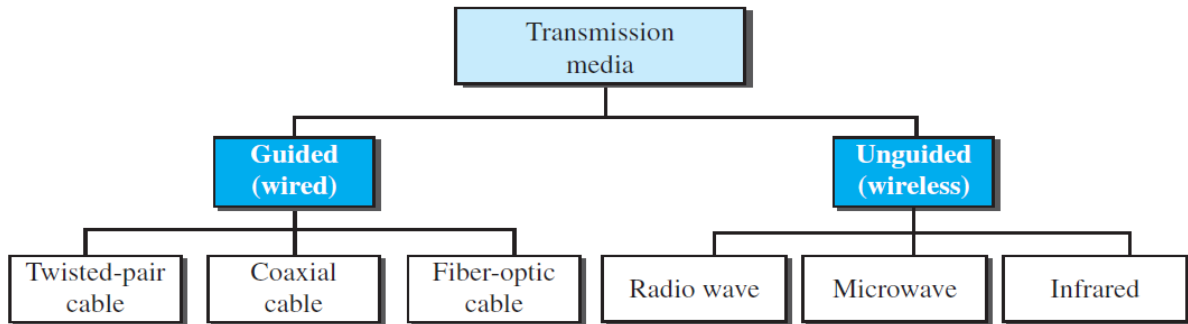 Transmission
media
Guided
(wired)
Unguided
(wireless)
Twisted-pair
cable
Coaxial
cable
Fiber-optic
cable
Radio wave
Microwave
Infrared